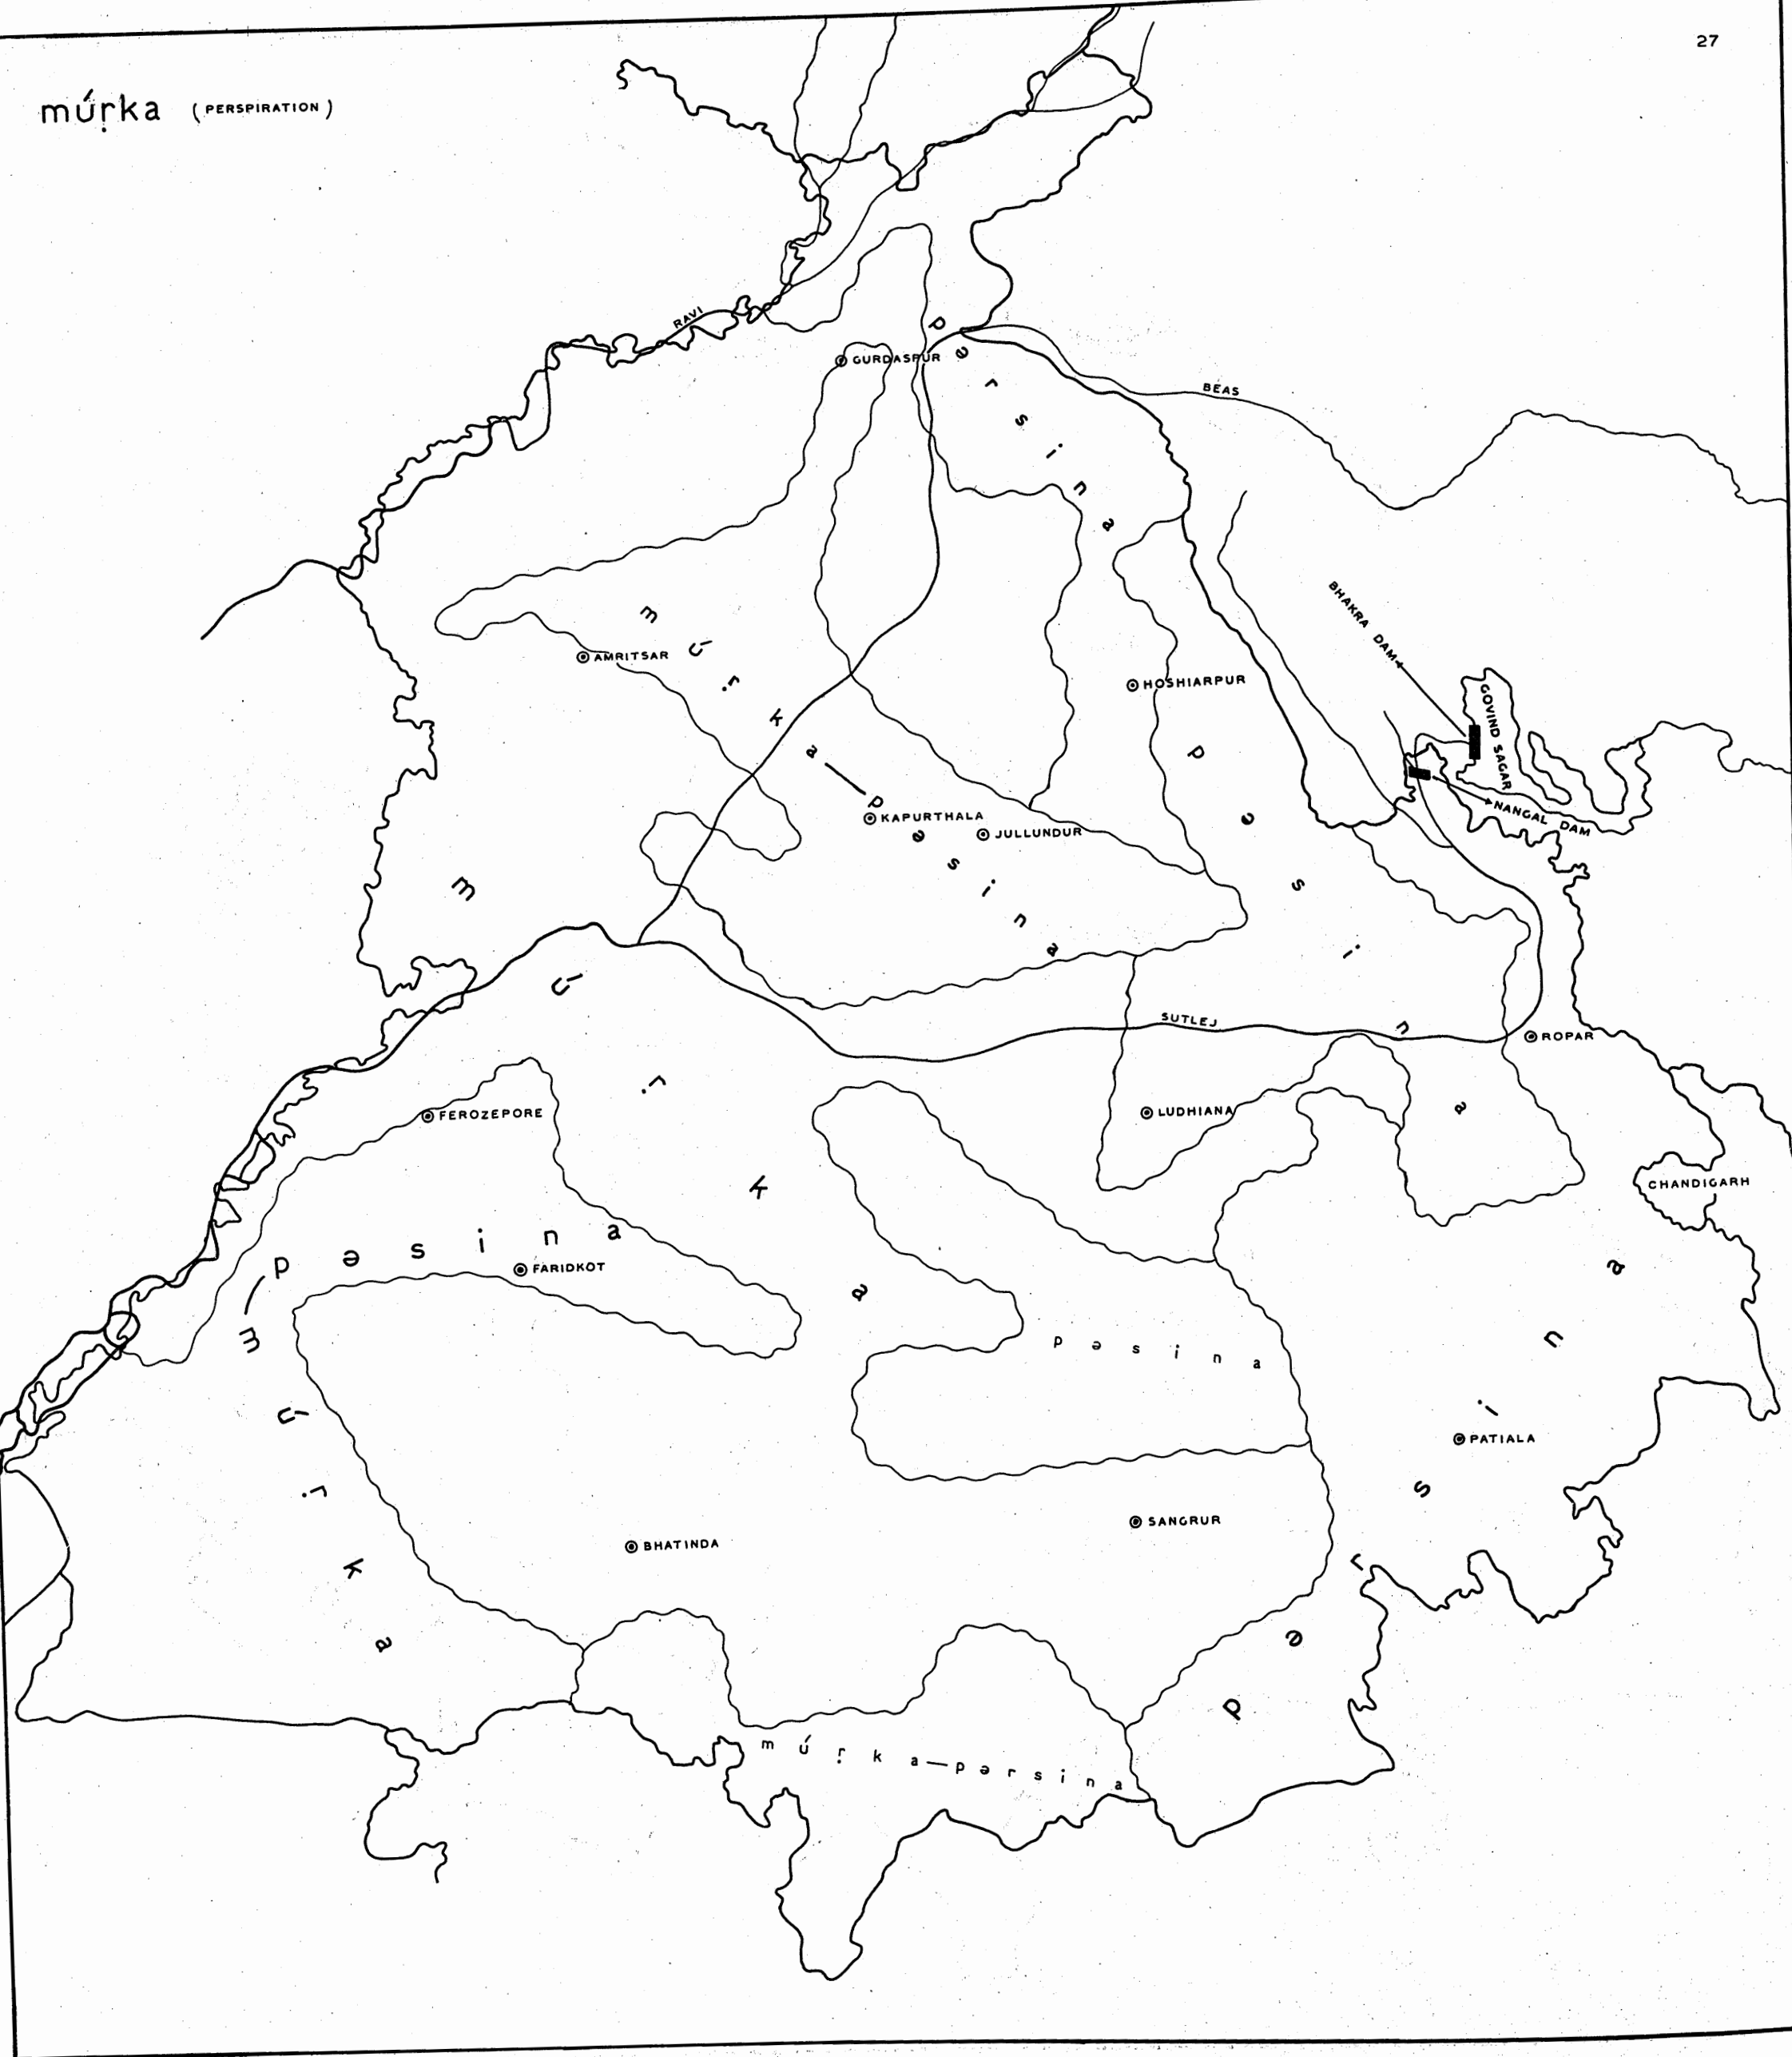 27
múṛka (PERSPIRATION)
RAVI
GURDASPUR
pərsina
BEAS
BHAKRA DAM
GOVIND SAGAR
NANGAL DAM
múṛka—pəsina
AMRITSAR
HOSHIARPUR
KAPURTHALA
JULLUNDUR
pəsina
múṛka
SUTLEJ
ROPAR
FEROZEPORE
LUDHIANA
CHANDIGARH
múṛka—pəsina
FARIDKOT
pəsina
PATIALA
SANGRUR
BHATINDA
pərsina
múṛka—pərsina